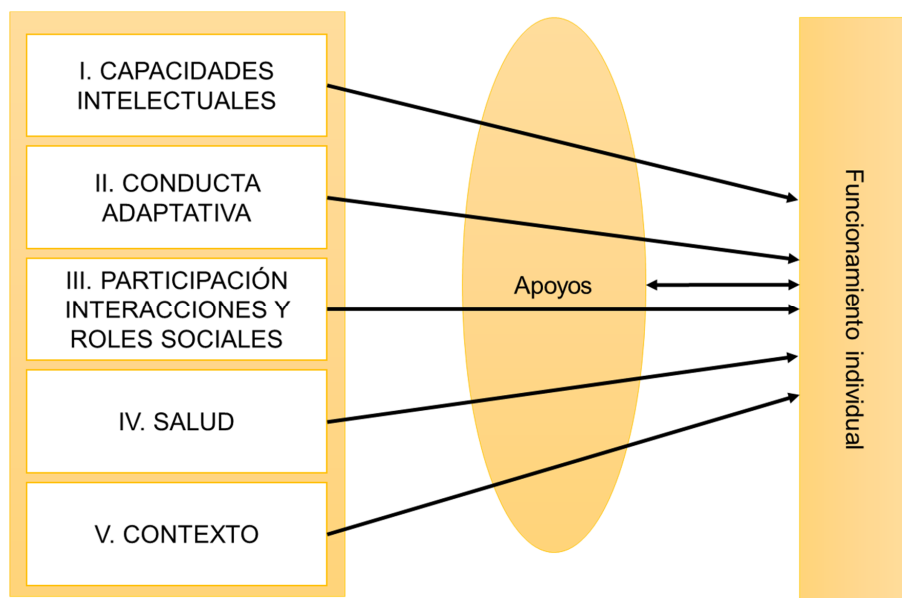 I. CAPACIDADES
INTELECTUALES
II. CONDUCTA
ADAPTATIVA
III. PARTICIPACIÓN
INTERACCIONES Y
ROLES SOCIALES
IV. SALUD
V. CONTEXTO
Apoyos
Funcionamiento individual